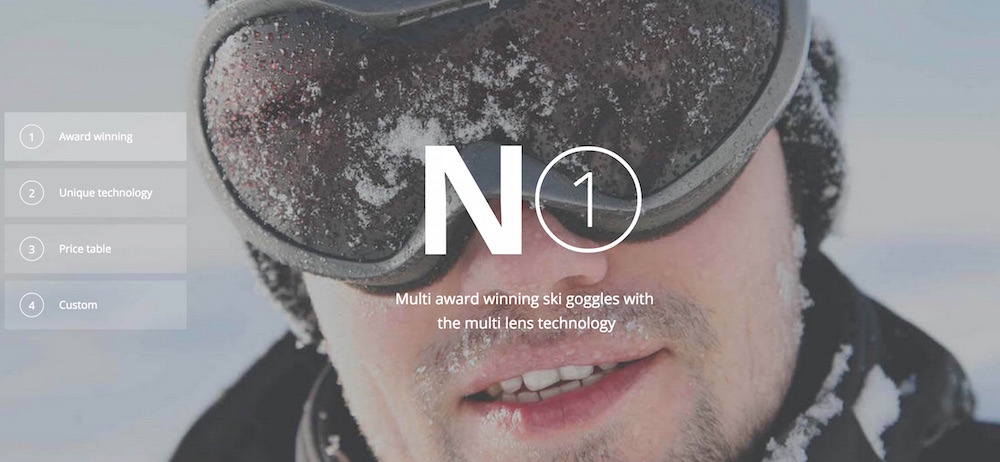 1 Award winning
2 Unique technology
3 Price table
4 Custom
N1
Multi award winning ski goggles with
the multi lens technology